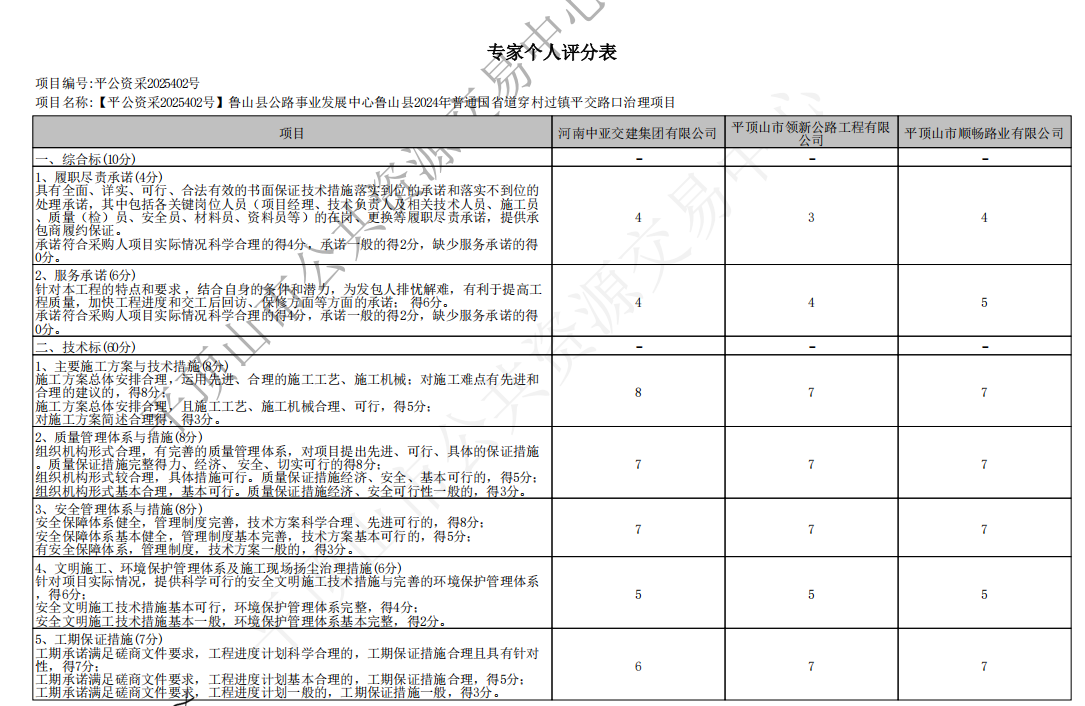 专家个人评分表
项目编号:平公资采2025402号
项目名称:【平公资采2025402号】鲁山县公路事业发展中心鲁山县2024年普通国省道穿村过镇平交路口治理项目
项目 河南中亚交建集团有限公司 平顶山市领新公路工程有限公司 平顶山市顺畅路业有限公司
一、综合标(10分) － － －
1、履职尽责承诺(4分)
具有全面、详实、可行、合法有效的书面保证技术措施落实到位的承诺和落实不到位的
处理承诺，其中包括各关键岗位人员（项目经理、技术负责人及相关技术人员、施工员
、质量（检）员、安全员、材料员、资料员等）的在岗、更换等履职尽责承诺，提供承
包商履约保证。
承诺符合采购人项目实际情况科学合理的得4分，承诺一般的得2分，缺少服务承诺的得
0分。
4 3 4
2、服务承诺(6分)
针对本工程的特点和要求，结合自身的条件和潜力，为发包人排忧解难，有利于提高工
程质量，加快工程进度和交工后回访、保修方面等方面的承诺； 得6分。
承诺符合采购人项目实际情况科学合理的得4分，承诺一般的得2分，缺少服务承诺的得
0分。
4 4 5
二、技术标(60分) － － －
1、主要施工方案与技术措施(8分)
施工方案总体安排合理，运用先进、合理的施工工艺、施工机械；对施工难点有先进和
合理的建议的，得8分；
施工方案总体安排合理，且施工工艺、施工机械合理、可行，得5分；
对施工方案简述合理得，得3分。
8 7 7
2、质量管理体系与措施(8分)
组织机构形式合理，有完善的质量管理体系，对项目提出先进、可行、具体的保证措施
。质量保证措施完整得力、经济、安全、切实可行的得8分；
组织机构形式较合理，具体措施可行。质量保证措施经济、安全、基本可行的，得5分；
组织机构形式基本合理，基本可行。质量保证措施经济、安全可行性一般的，得3分。
7 7 7
3、安全管理体系与措施(8分)
安全保障体系健全，管理制度完善，技术方案科学合理、先进可行的，得8分；
安全保障体系基本健全，管理制度基本完善，技术方案基本可行的，得5分；
有安全保障体系，管理制度，技术方案一般的，得3分。
7 7 7
4、文明施工、环境保护管理体系及施工现场扬尘治理措施(6分)
针对项目实际情况，提供科学可行的安全文明施工技术措施与完善的环境保护管理体系
，得6分；
安全文明施工技术措施基本可行，环境保护管理体系完整，得4分；
安全文明施工技术措施基本一般，环境保护管理体系基本完整，得2分。
5 5 5
5、工期保证措施(7分)
工期承诺满足磋商文件要求，工程进度计划科学合理的，工期保证措施合理且具有针对
性，得7分；
工期承诺满足磋商文件要求，工程进度计划基本合理的，工期保证措施合理，得5分；
工期承诺满足磋商文件要求，工程进度计划一般的，工期保证措施一般，得3分。
6 7 7
平顶山市公共资源交易中心
平顶山市公共资源交易中心